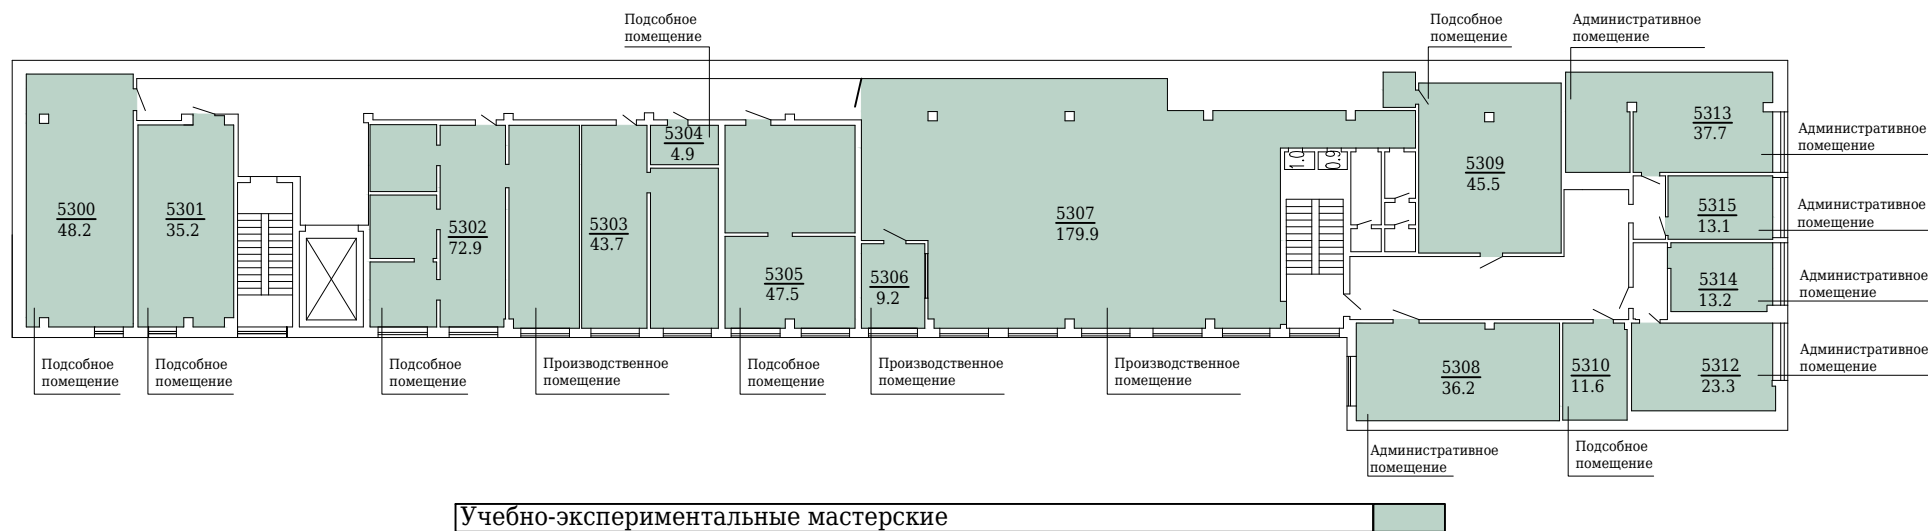 Подсобное
помещение
Подсобное
помещение
Административное
помещение
5300
48.2
5301
35.2
5302
72.9
5303
43.7
5304
4.9
5305
47.5
5306
9.2
5307
179.9
1.0
0.9
5309
45.5
5313
37.7
Административное
помещение
5315
13.1
Административное
помещение
5314
13.2
Административное
помещение
5308
36.2
5310
11.6
5312
23.3
Административное
помещение
Подсобное
помещение
Подсобное
помещение
Подсобное
помещение
Производственное
помещение
Подсобное
помещение
Производственное
помещение
Производственное
помещение
Административное
помещение
Подсобное
помещение
Учебно-экспериментальные мастерские